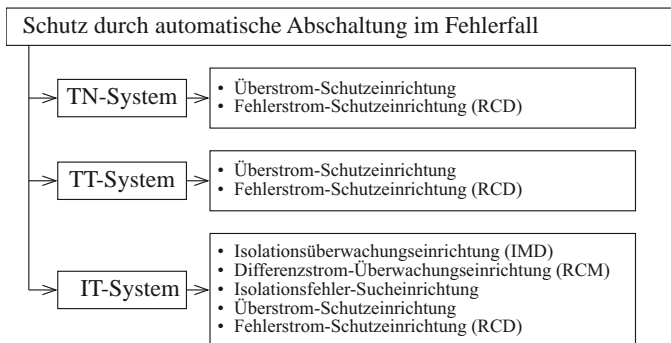 Schutz durch automatische Abschaltung im Fehlerfall
TN-System
• Überstrom-Schutzeinrichtung
• Fehlerstrom-Schutzeinrichtung (RCD)
TT-System
• Überstrom-Schutzeinrichtung
• Fehlerstrom-Schutzeinrichtung (RCD)
IT-System
• Isolationsüberwachungseinrichtung (IMD)
• Differenzstrom-Überwachungseinrichtung (RCM)
• Isolationsfehler-Sucheinrichtung
• Überstrom-Schutzeinrichtung
• Fehlerstrom-Schutzeinrichtung (RCD)